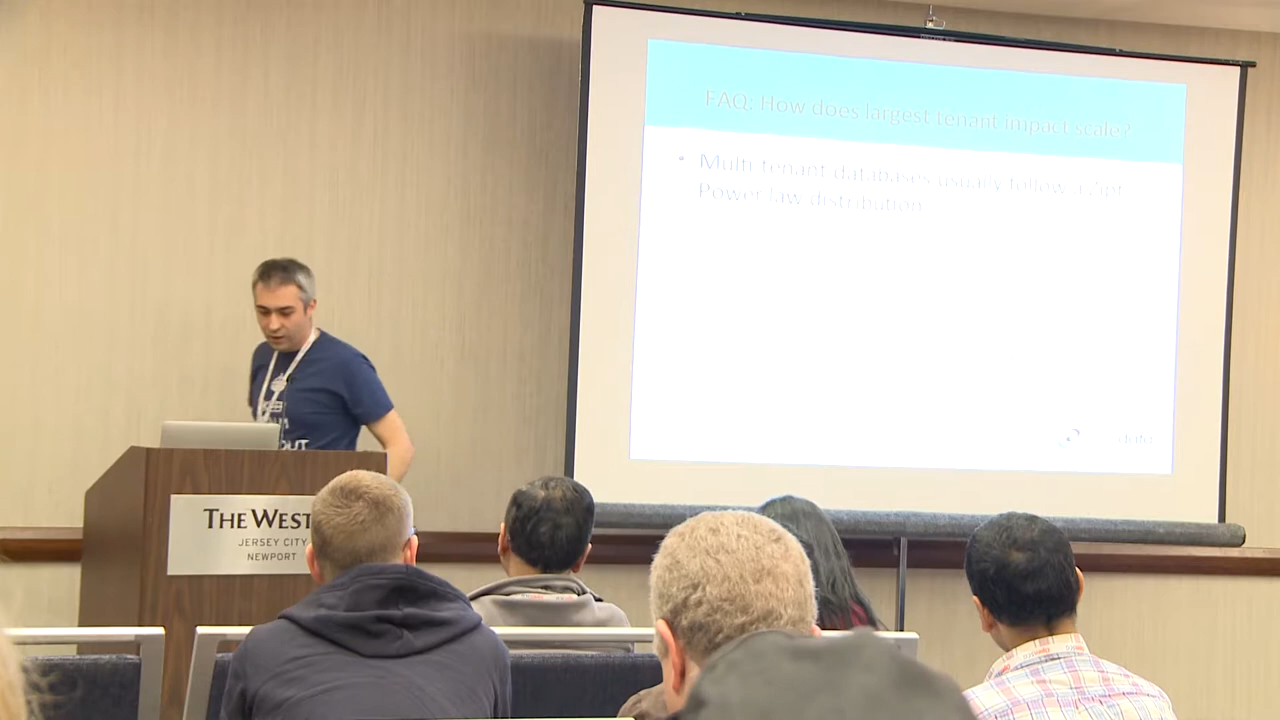 FAQ: How does largest tenant impact scale?
• Multi tenant databases usually follow a Zipf
Power law distribution
data
THE WEST
JERSEY CITY
NEWPORT